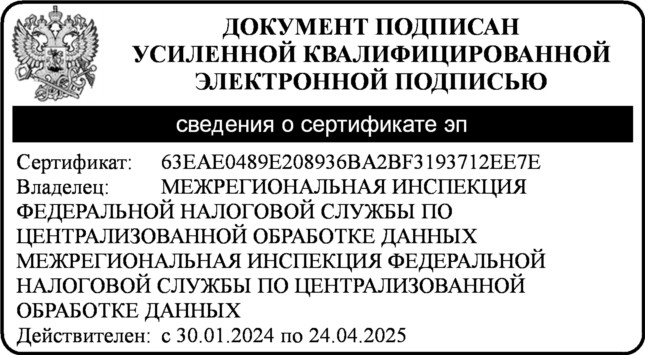 ДОКУМЕНТ ПОДПИСАН
УСИЛЕННОЙ КВАЛИФИЦИРОВАННОЙ
ЭЛЕКТРОННОЙ ПОДПИСЬЮ
сведения о сертификате эп
Сертификат: 63EAE0489E208936BA2BF3193712EE7E
Владелец: МЕЖРЕГИОНАЛЬНАЯ ИНСПЕКЦИЯ
ФЕДЕРАЛЬНОЙ НАЛОГОВОЙ СЛУЖБЫ ПО
ЦЕНТРАЛИЗОВАННОЙ ОБРАБОТКЕ ДАННЫХ
МЕЖРЕГИОНАЛЬНАЯ ИНСПЕКЦИЯ ФЕДЕРАЛЬНОЙ
НАЛОГОВОЙ СЛУЖБЫ ПО ЦЕНТРАЛИЗОВАННОЙ
ОБРАБОТКЕ ДАННЫХ
Действителен: с 30.01.2024 по 24.04.2025